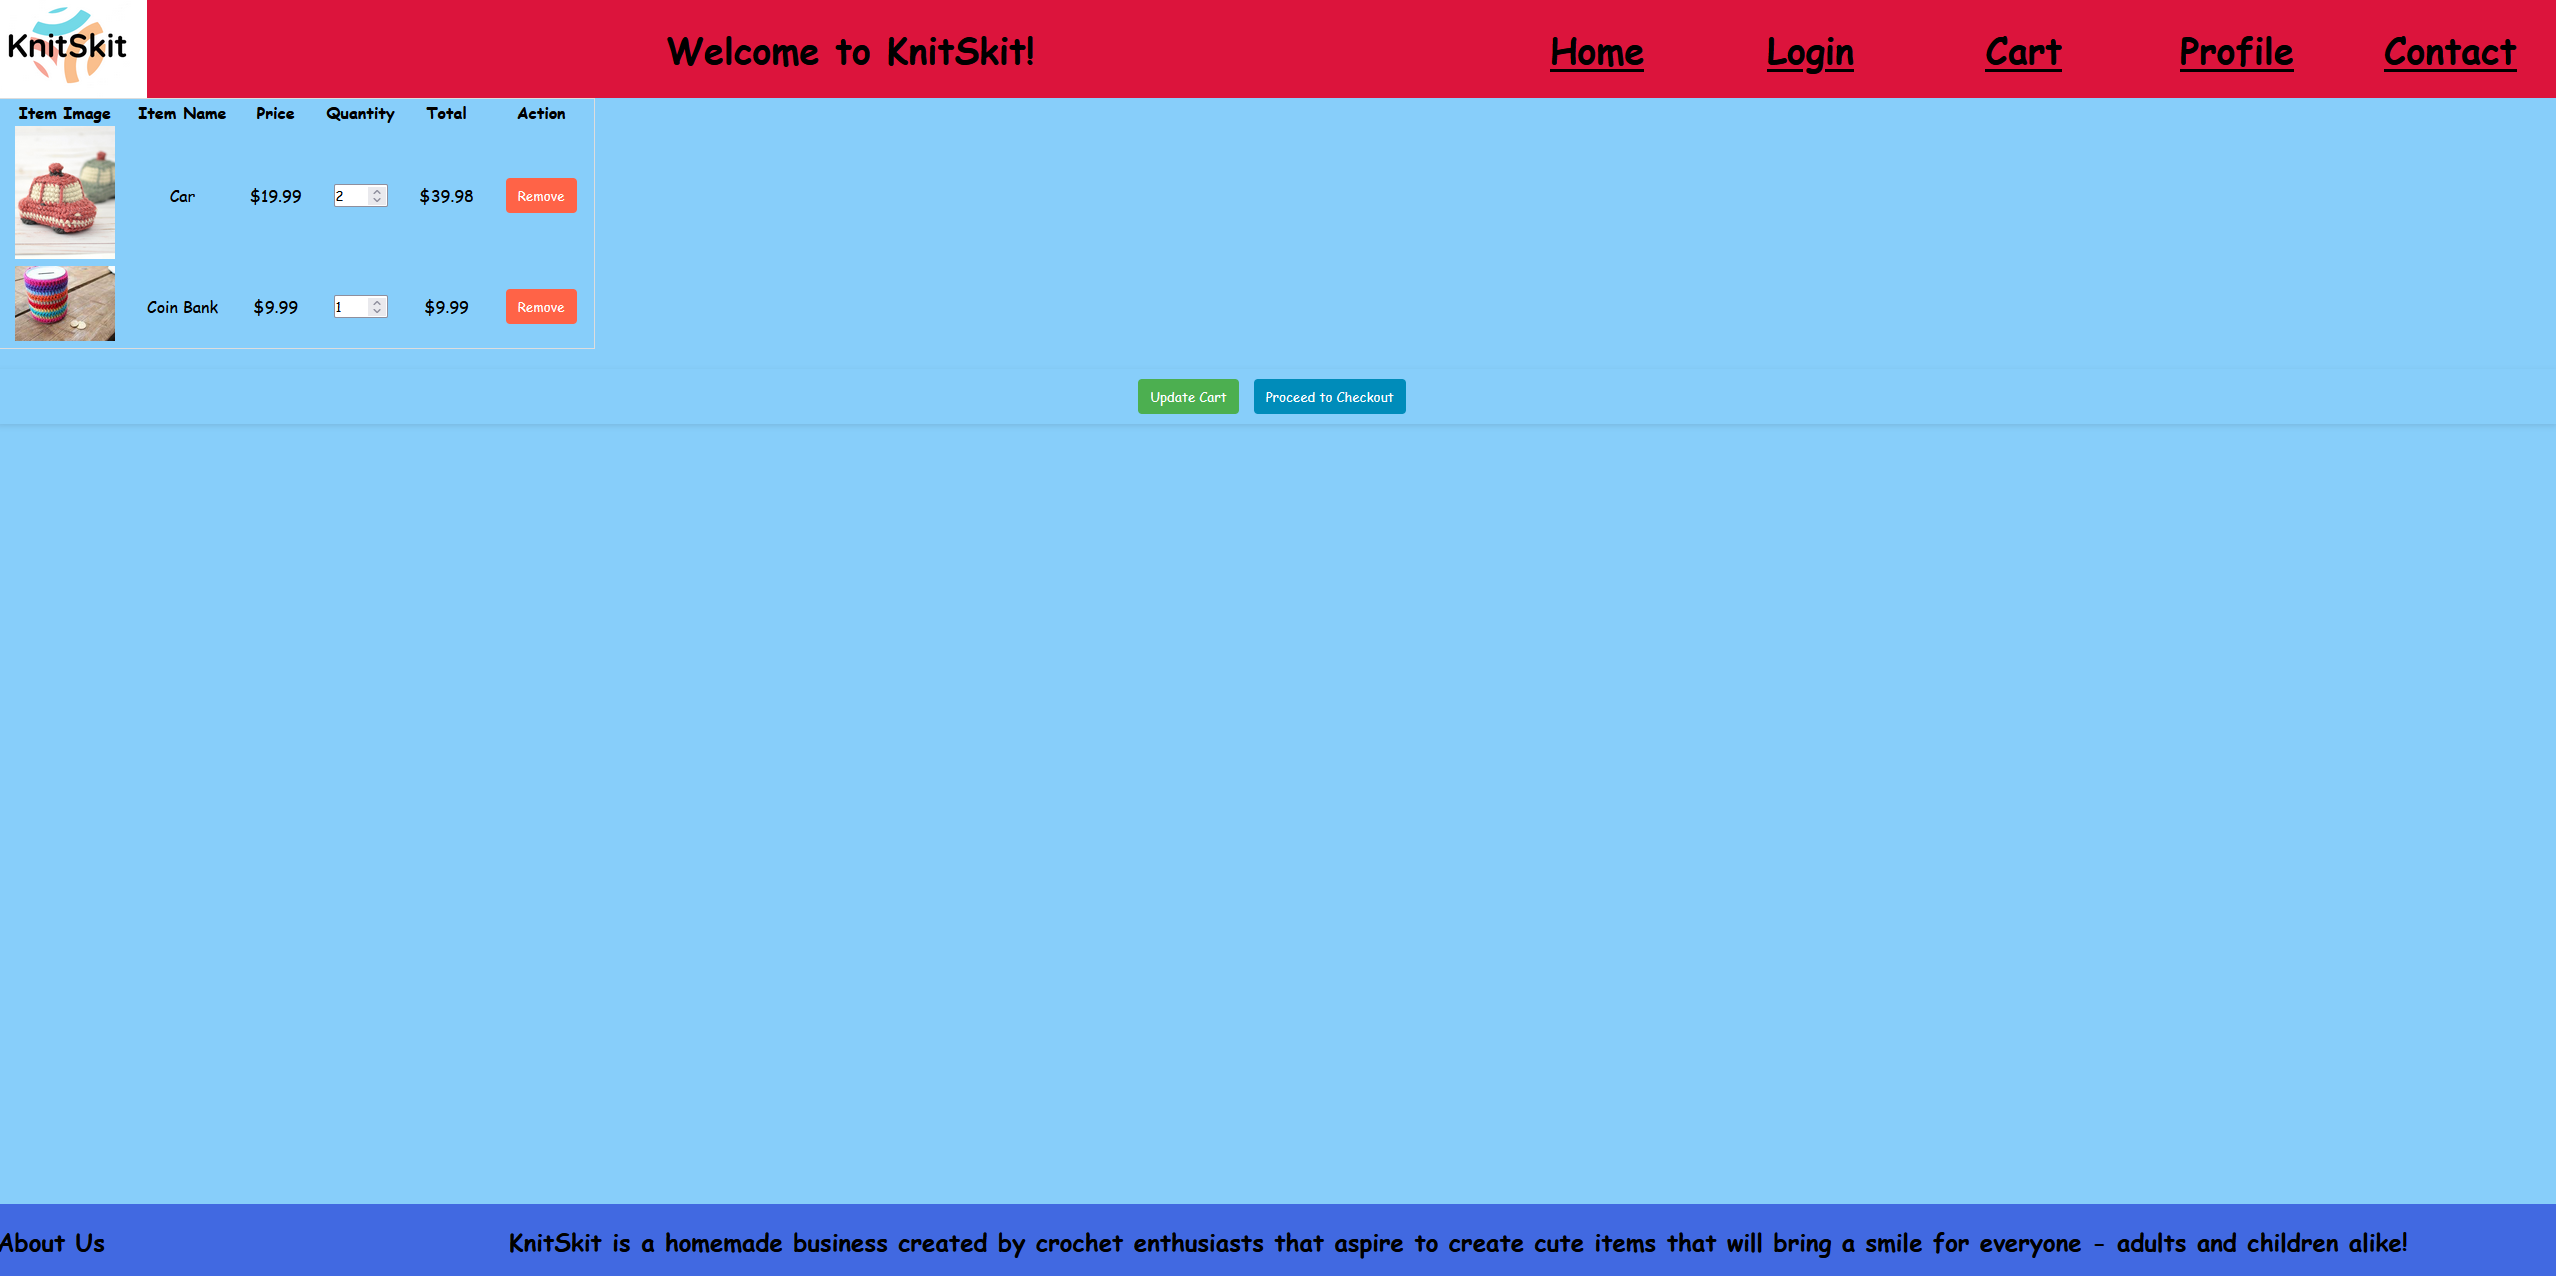 KnitSkit
Welcome to KnitSkit!
Home Login Cart Profile Contact
Item Image Item Name Price Quantity Total Action
Car $19.99 2 $39.98 Remove
Coin Bank $9.99 1 $9.99 Remove
Update Cart Proceed to Checkout
About Us
KnitSkit is a homemade business created by crochet enthusiasts that aspire to create cute items that will bring a smile for everyone - adults and children alike!